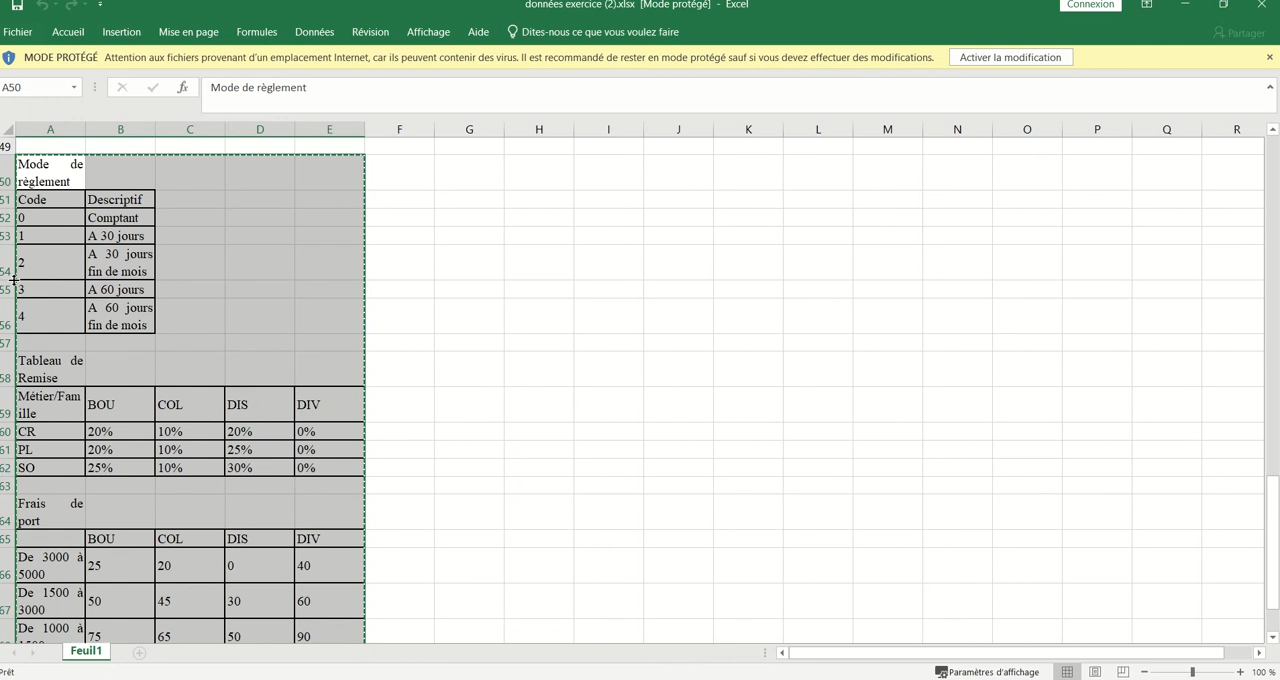 données exercice (2).xlsx [Mode protégé] - Excel
Connexion
Fichier Accueil Insertion Mise en page Formules Données Révision Affichage Aide Dites-nous ce que vous voulez faire Partager
MODE PROTÉGÉ Attention aux fichiers provenant d'un emplacement Internet, car ils peuvent contenir des virus. Il est recommandé de rester en mode protégé sauf si vous devez effectuer des modifications. Activer la modification
A50 fx Mode de règlement
A B C D E F G H I J K L M N O P Q R
49
Mode de
50 règlement
51 Code Descriptif
52 0 Comptant
53 1 A 30 jours
A 30 jours
54 2 fin de mois
55 3 A 60 jours
A 60 jours
56 4 fin de mois
57
Tableau de
58 Remise
Métier/Fam
59 ille BOU COL DIS DIV
60 CR 20% 10% 20% 0%
61 PL 20% 10% 25% 0%
62 SO 25% 10% 30% 0%
63
Frais de
64 port
65 BOU COL DIS DIV
De 3000 à
66 5000 25 20 0 40
De 1500 à
67 3000 50 45 30 60
De 1000 à
75 65 50 90
Feuil1
Prêt Paramètres d'affichage 100 %